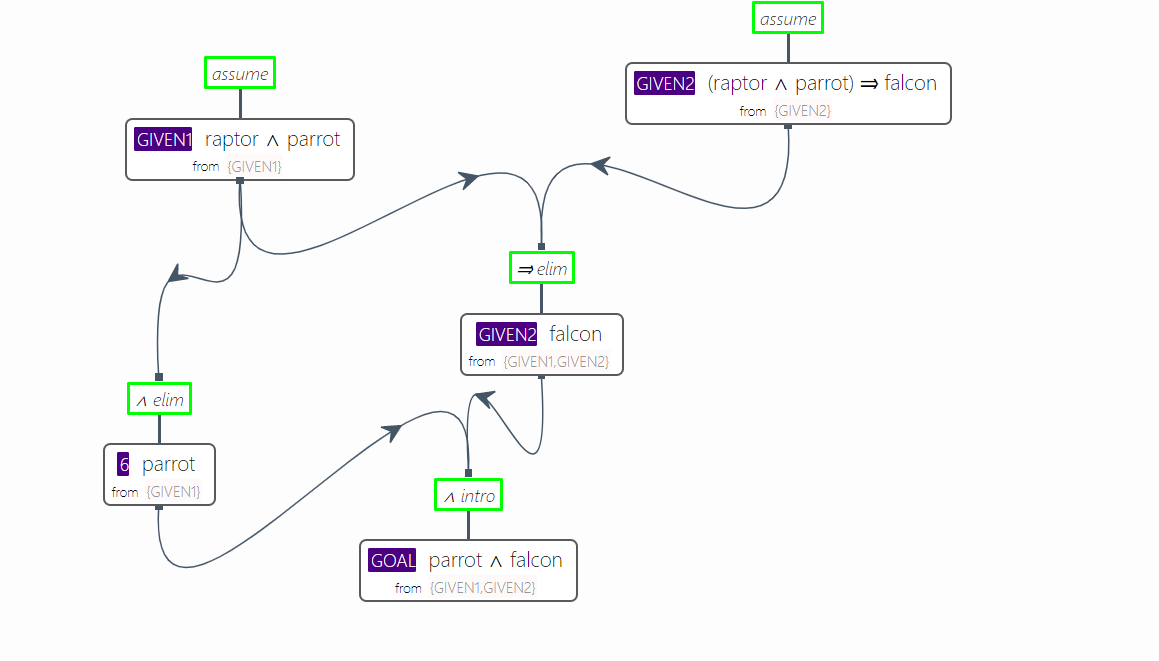 assume
GIVEN2 (raptor ∧ parrot) ⇒ falcon
from {GIVEN2}
assume
GIVEN1 raptor ∧ parrot
from {GIVEN1}
⇒ elim
GIVEN2 falcon
from {GIVEN1,GIVEN2}
∧ elim
6 parrot
from {GIVEN1}
∧ intro
GOAL parrot ∧ falcon
from {GIVEN1,GIVEN2}